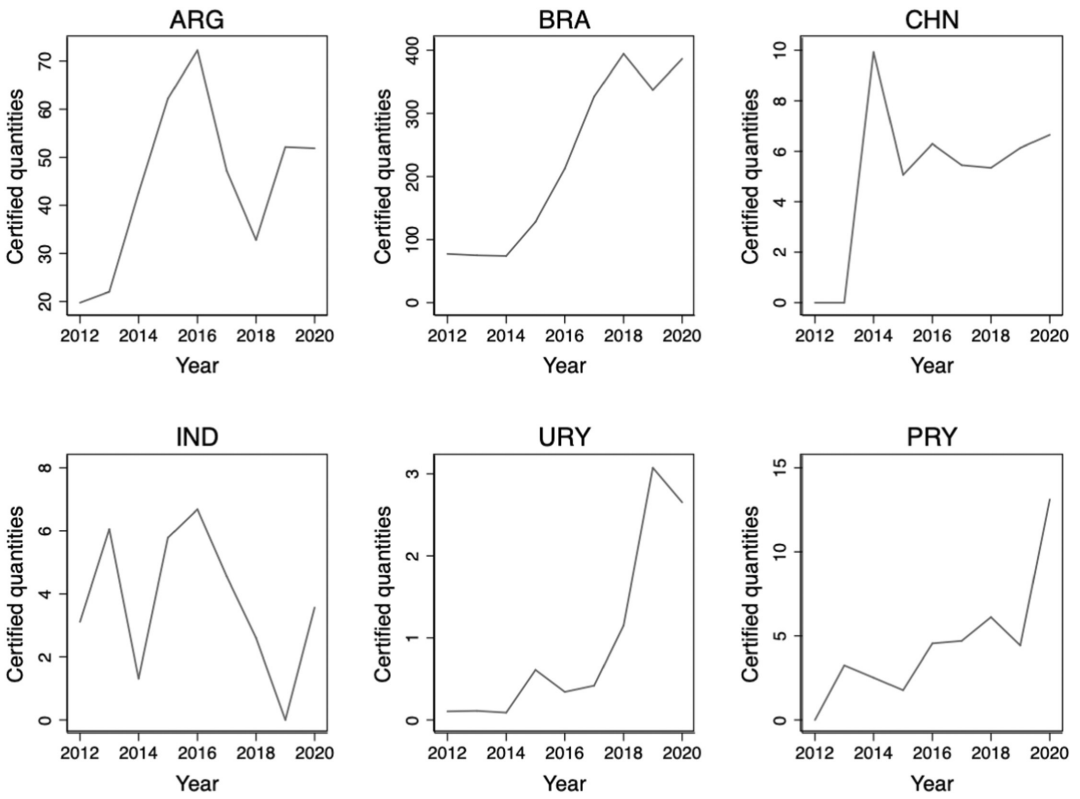 ARG
BRA
CHN
Certified quantities
20 30 40 50 60 70
2012 2014 2016 2018 2020
Year
Certified quantities
0 100 200 300 400
2012 2014 2016 2018 2020
Year
Certified quantities
0 2 4 6 8 10
2012 2014 2016 2018 2020
Year
IND
URY
PRY
Certified quantities
0 2 4 6 8
2012 2014 2016 2018 2020
Year
Certified quantities
0 1 2 3
2012 2014 2016 2018 2020
Year
Certified quantities
0 5 10 15
2012 2014 2016 2018 2020
Year